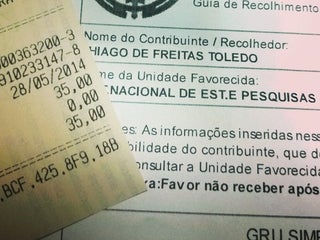 00363200-3
910233147-8
28/05/2014
35,00
0,00
35,00
.BCF.425.8F9.18B
Guia de Recolhimento
Nome do Contribuinte / Recolhedor:
THIAGO DE FREITAS TOLEDO
me da Unidade Favorecida:
NACIONAL DE EST.E PESQUISAS
es: As informações inseridas ness
bilidade do contribuinte, que d
onsultar a Unidade Favorecida
ra:Favor não receber após
GRU SIMP